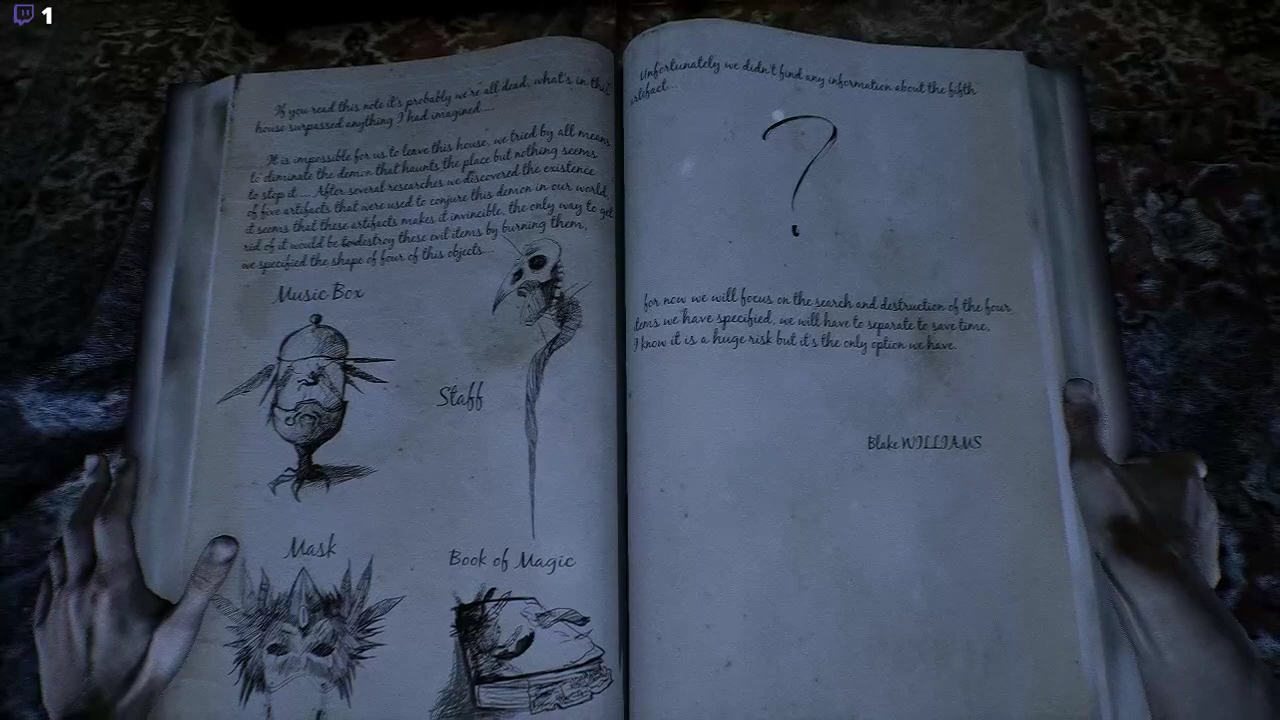 1
If you read this note it's probably we're all dead, what's in this
house surpassed anything I had imagined....
It is impossible for us to leave this house, we tried by all means
to eliminate the demon that haunts the place but nothing seems
to stop it.... After several researches we discovered the existence
of five artifacts that were used to conjure this demon in our world,
it seems that these artifacts makes it invincible, the only way to get
rid of it would be to destroy these evil items by burning them,
we specified the shape of four of this objects...
Music Box
Staff
Mask
Book of Magic
Unfortunately we didn't find any information about the fifth
artifact...
?
for now we will focus on the search and destruction of the four
items we have specified, we will have to separate to save time,
I know it is a huge risk but it's the only option we have.
Blake WILLIAMS